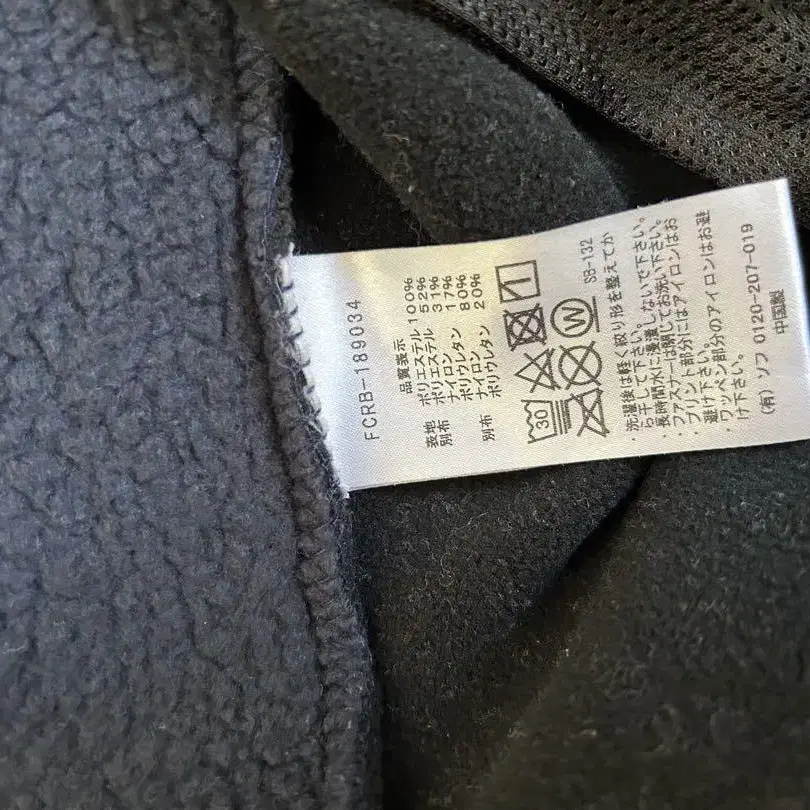 FCRB-189034
品質表示
表地 ポリエステル 100%
別布 ポリエステル 52%
ナイロン 31%
ポリウレタン 17%
別布 ナイロン 80%
ポリウレタン 20%
30
W
SB-132
・洗濯後は軽く絞り形を整えてか
ら干して下さい。
・長時間水に浸漬しないで下さい。
・ファスナーは閉じてお洗い下さい。
・プリント部分にはアイロンはお
避け下さい。
・ワッペン部分のアイロンはお避
け下さい。
(有) ソフ 0120-207-019
中国製